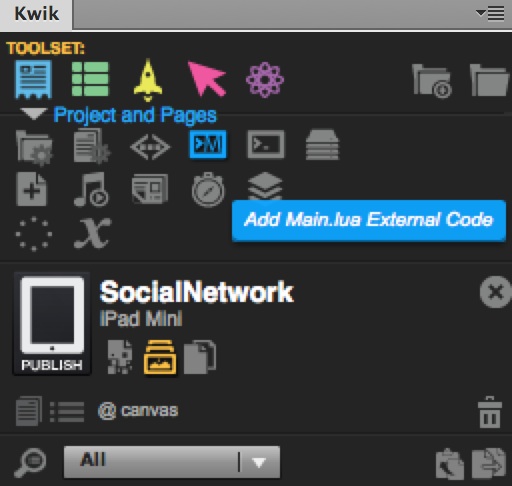 Kwik
TOOLSET:
Project and Pages
>M
Add Main.lua External Code
SocialNetwork
iPad Mini
PUBLISH
@ canvas
All